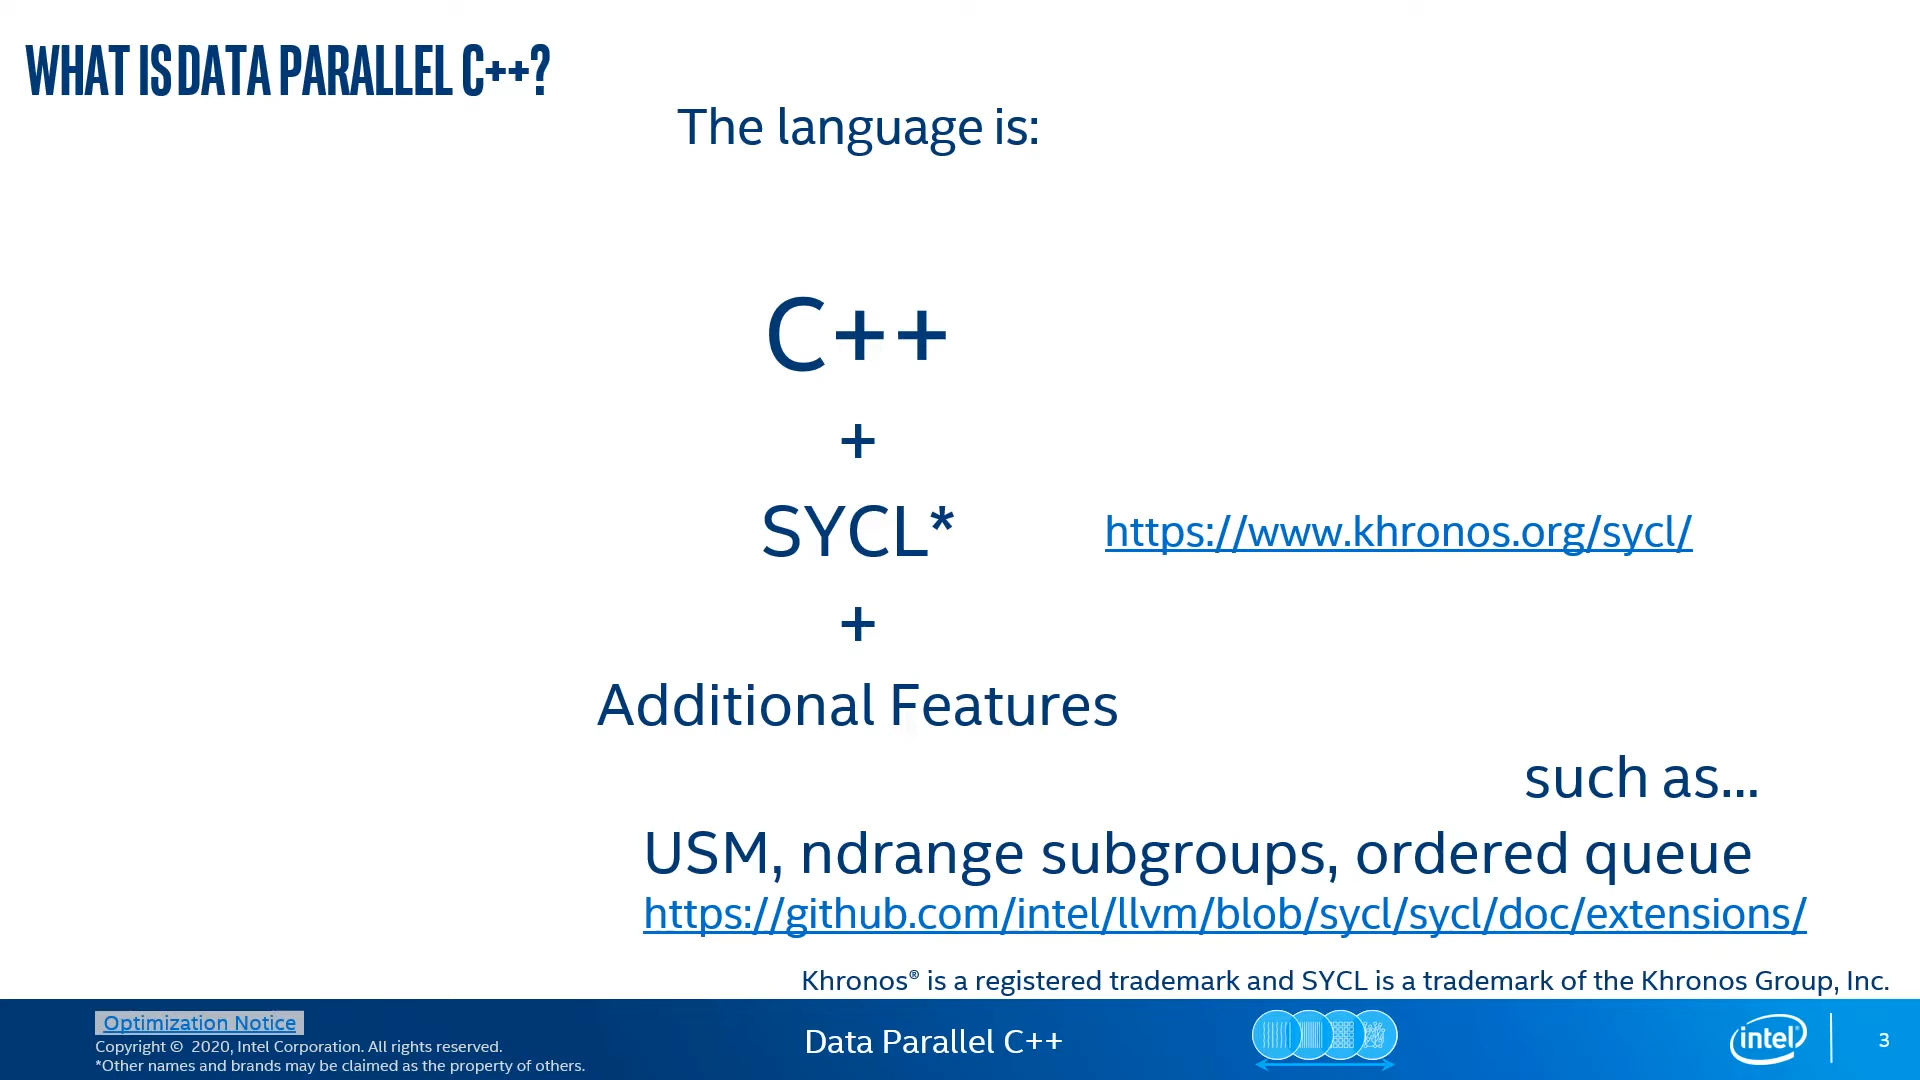 WHAT IS DATA PARALLEL C++?
The language is:
C++
+
SYCL*
https://www.khronos.org/sycl/
+
Additional Features
such as...
USM, ndrange subgroups, ordered queue
https://github.com/intel/llvm/blob/sycl/sycl/doc/extensions/
Khronos® is a registered trademark and SYCL is a trademark of the Khronos Group, Inc.
Optimization Notice
Copyright © 2020, Intel Corporation. All rights reserved.
*Other names and brands may be claimed as the property of others.
Data Parallel C++
intel®
3